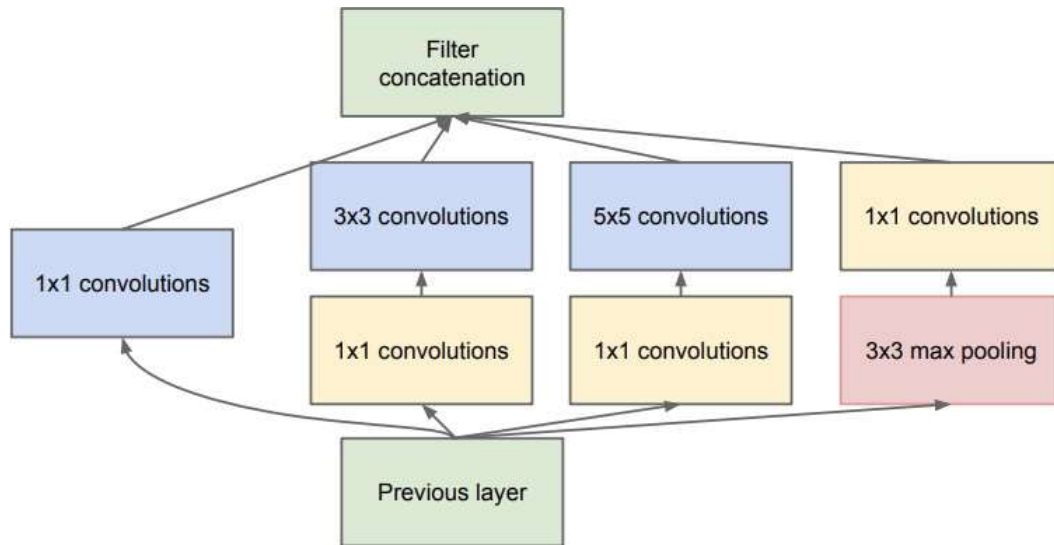 Filter
concatenation
3x3 convolutions
5x5 convolutions
1x1 convolutions
1x1 convolutions
1x1 convolutions
1x1 convolutions
3x3 max pooling
Previous layer